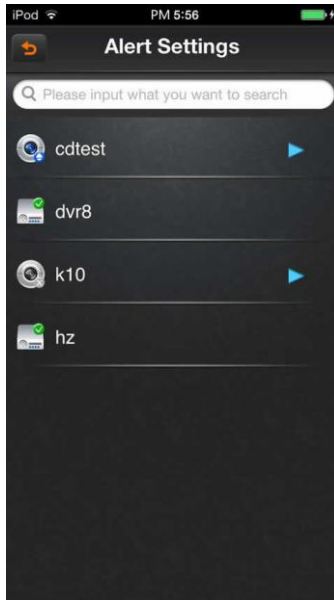 iPod PM 5:56
Alert Settings
Please input what you want to search
cdtest
dvr8
k10
hz